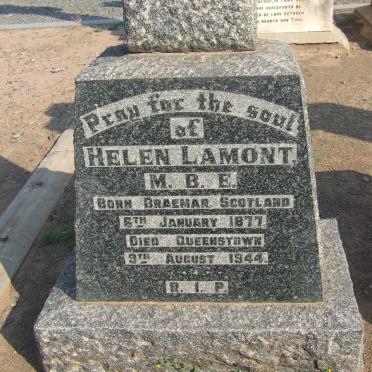 Pray for the soul
of
HELEN LAMONT,
M. B. E.
BORN BRAEMAR, SCOTLAND
6TH JANUARY 1877
DIED QUEENSTOWN
9TH AUGUST 1944.
R. I. P.